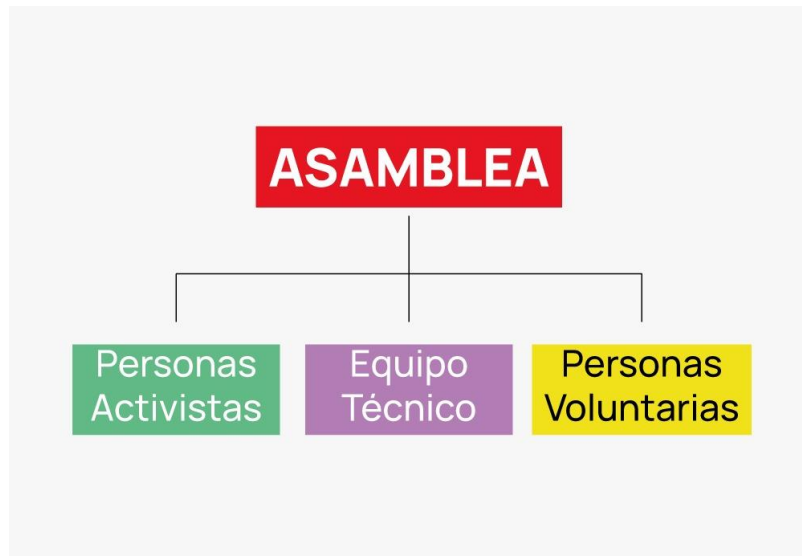 ASAMBLEA
Personas
Activistas
Equipo
Técnico
Personas
Voluntarias